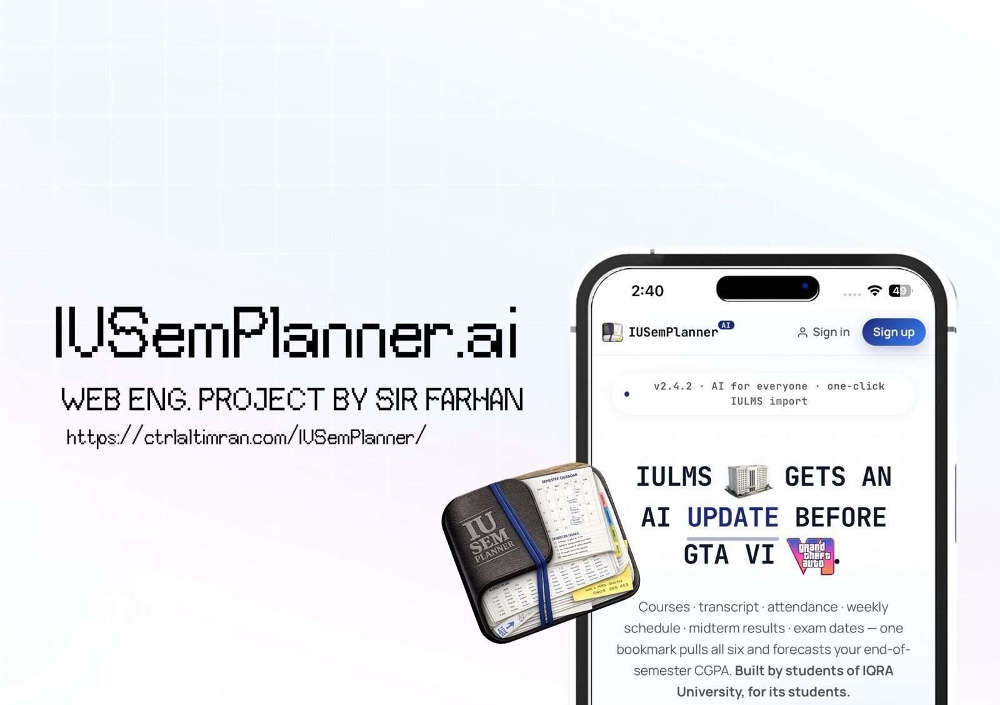 IUSemPlanner.ai
WEB ENG. PROJECT BY SIR FARHAN
https://ctrlaltimran.com/IUSemPlanner/
2:40
49
IUSemPlanner AI
Sign in
Sign up
v2.4.2 · AI for everyone · one-click
IULMS import
IULMS GETS AN
AI UPDATE BEFORE
GTA VI .
grand
theft
auto
VI
Courses · transcript · attendance · weekly
schedule · midterm results · exam dates — one
bookmark pulls all six and forecasts your end-of-
semester CGPA. Built by students of IQRA
University, for its students.
IU
SEM
PLANNER
SEMESTER GOALS